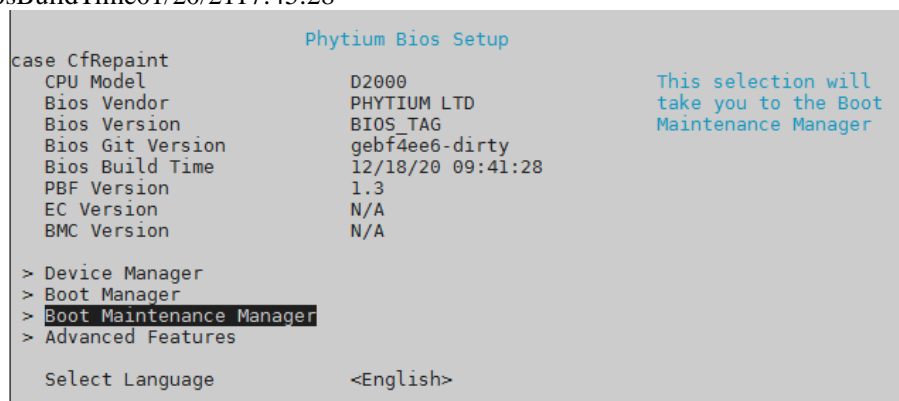 Phytium Bios Setup
case CfRepaint
CPU Model D2000 This selection will
Bios Vendor PHYTIUM LTD take you to the Boot
Bios Version BIOS_TAG Maintenance Manager
Bios Git Version gebf4ee6-dirty
Bios Build Time 12/18/20 09:41:28
PBF Version 1.3
EC Version N/A
BMC Version N/A
> Device Manager
> Boot Manager
> Boot Maintenance Manager
> Advanced Features
Select Language <English>